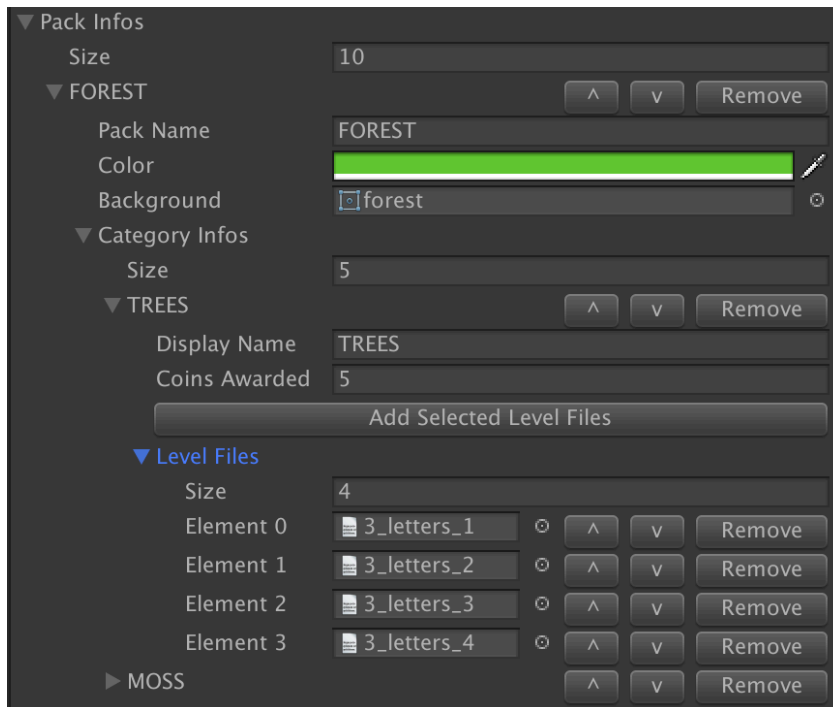 Pack Infos
Size 10
FOREST ^ v Remove
Pack Name FOREST
Color
Background forest
Category Infos
Size 5
TREES ^ v Remove
Display Name TREES
Coins Awarded 5
Add Selected Level Files
Level Files
Size 4
Element 0 3_letters_1 ^ v Remove
Element 1 3_letters_2 ^ v Remove
Element 2 3_letters_3 ^ v Remove
Element 3 3_letters_4 ^ v Remove
MOSS ^ v Remove